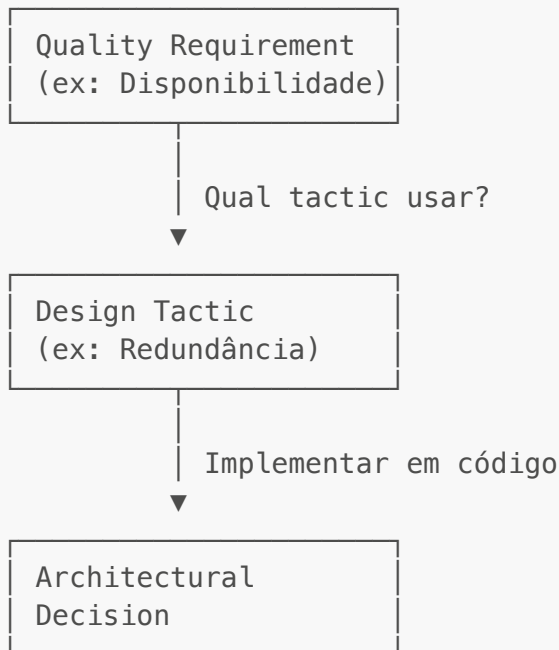 Quality Requirement
(ex: Disponibilidade)
Qual tactic usar?
Design Tactic
(ex: Redundância)
Implementar em código
Architectural
Decision